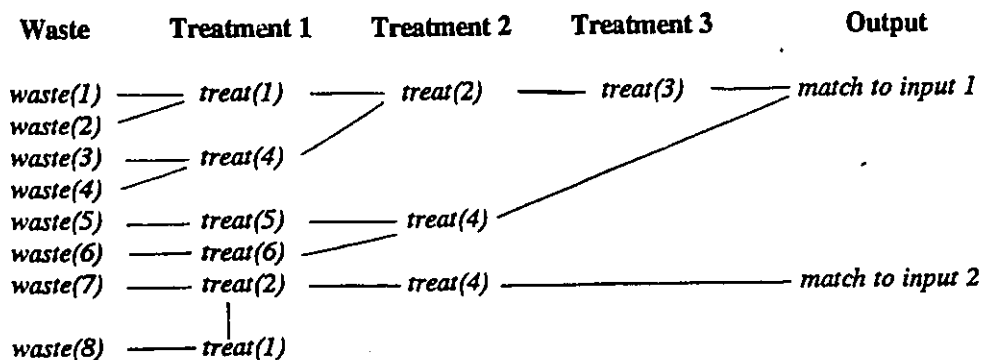 Waste Treatment 1 Treatment 2 Treatment 3 Output
waste(1) treat(1) treat(2) treat(3) match to input 1
waste(2)
waste(3) treat(4)
waste(4)
waste(5) treat(5) treat(4)
waste(6) treat(6)
waste(7) treat(2) treat(4) match to input 2
waste(8) treat(1)